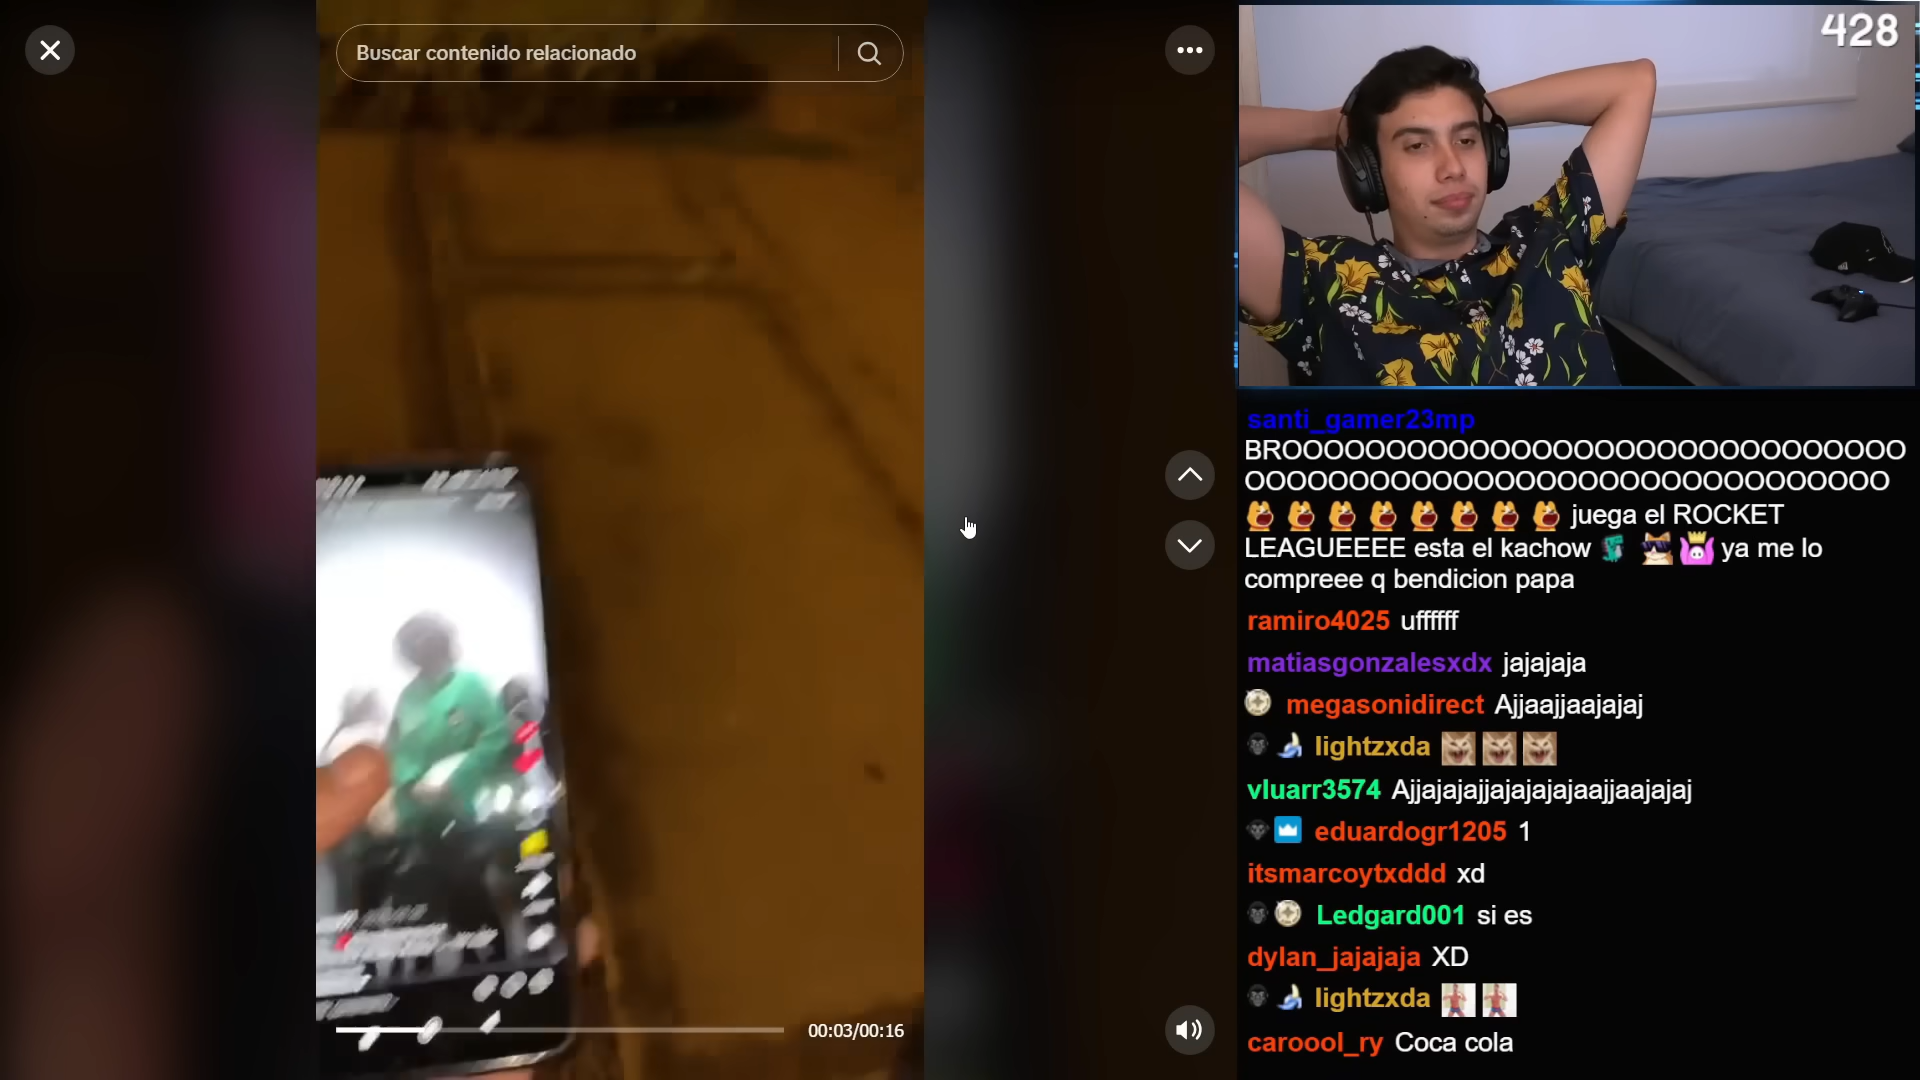 Buscar contenido relacionado
00:03/00:16
428
santi_gamer23mp
BROOOOOOOOOOOOOOOOOOOOOOOOOOOOOO
OOOOOOOOOOOOOOOOOOOOOOOOOOOOOOO
juega el ROCKET
LEAGUEEEE esta el kachow ya me lo
compreee q bendicion papa
ramiro4025 uffffff
matiasgonzalesxdx jajajaja
megasonidirect Ajjaajjaajajaj
lightzxda
vluarr3574 Ajjajajajjajajajajaajjaajajaj
eduardogr1205 1
itsmarcoytxddd xd
Ledgard001 si es
dylan_jajajaja XD
lightzxda
caroool_ry Coca cola